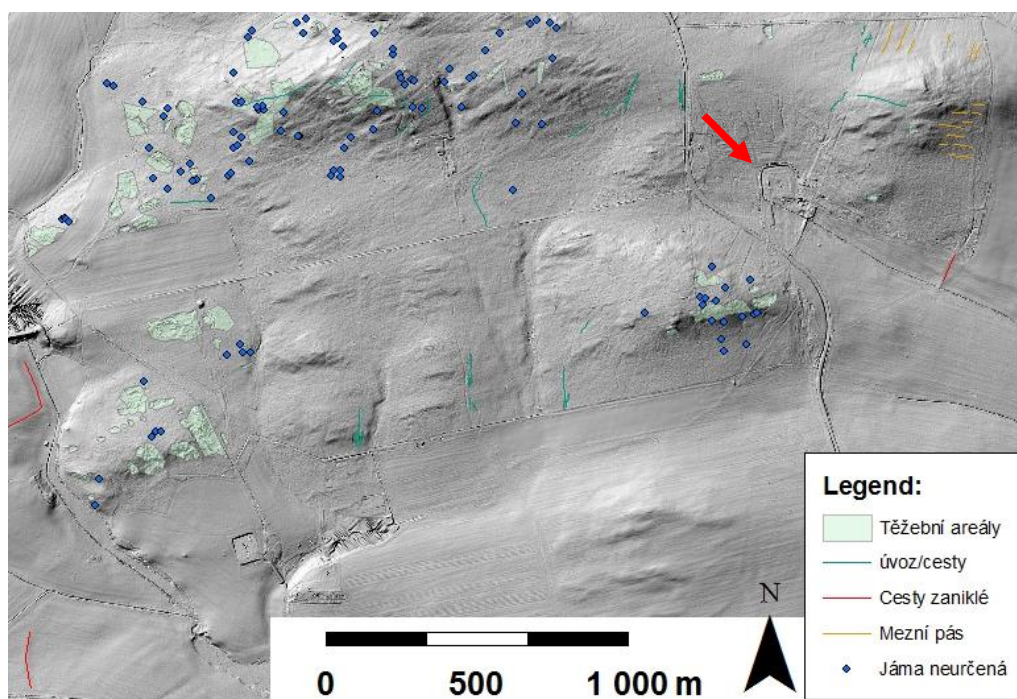 Legend:
Těžební areály
úvoz/cesty
Cesty zaniklé
Mezní pás
Jáma neurčená
N
0 500 1 000 m